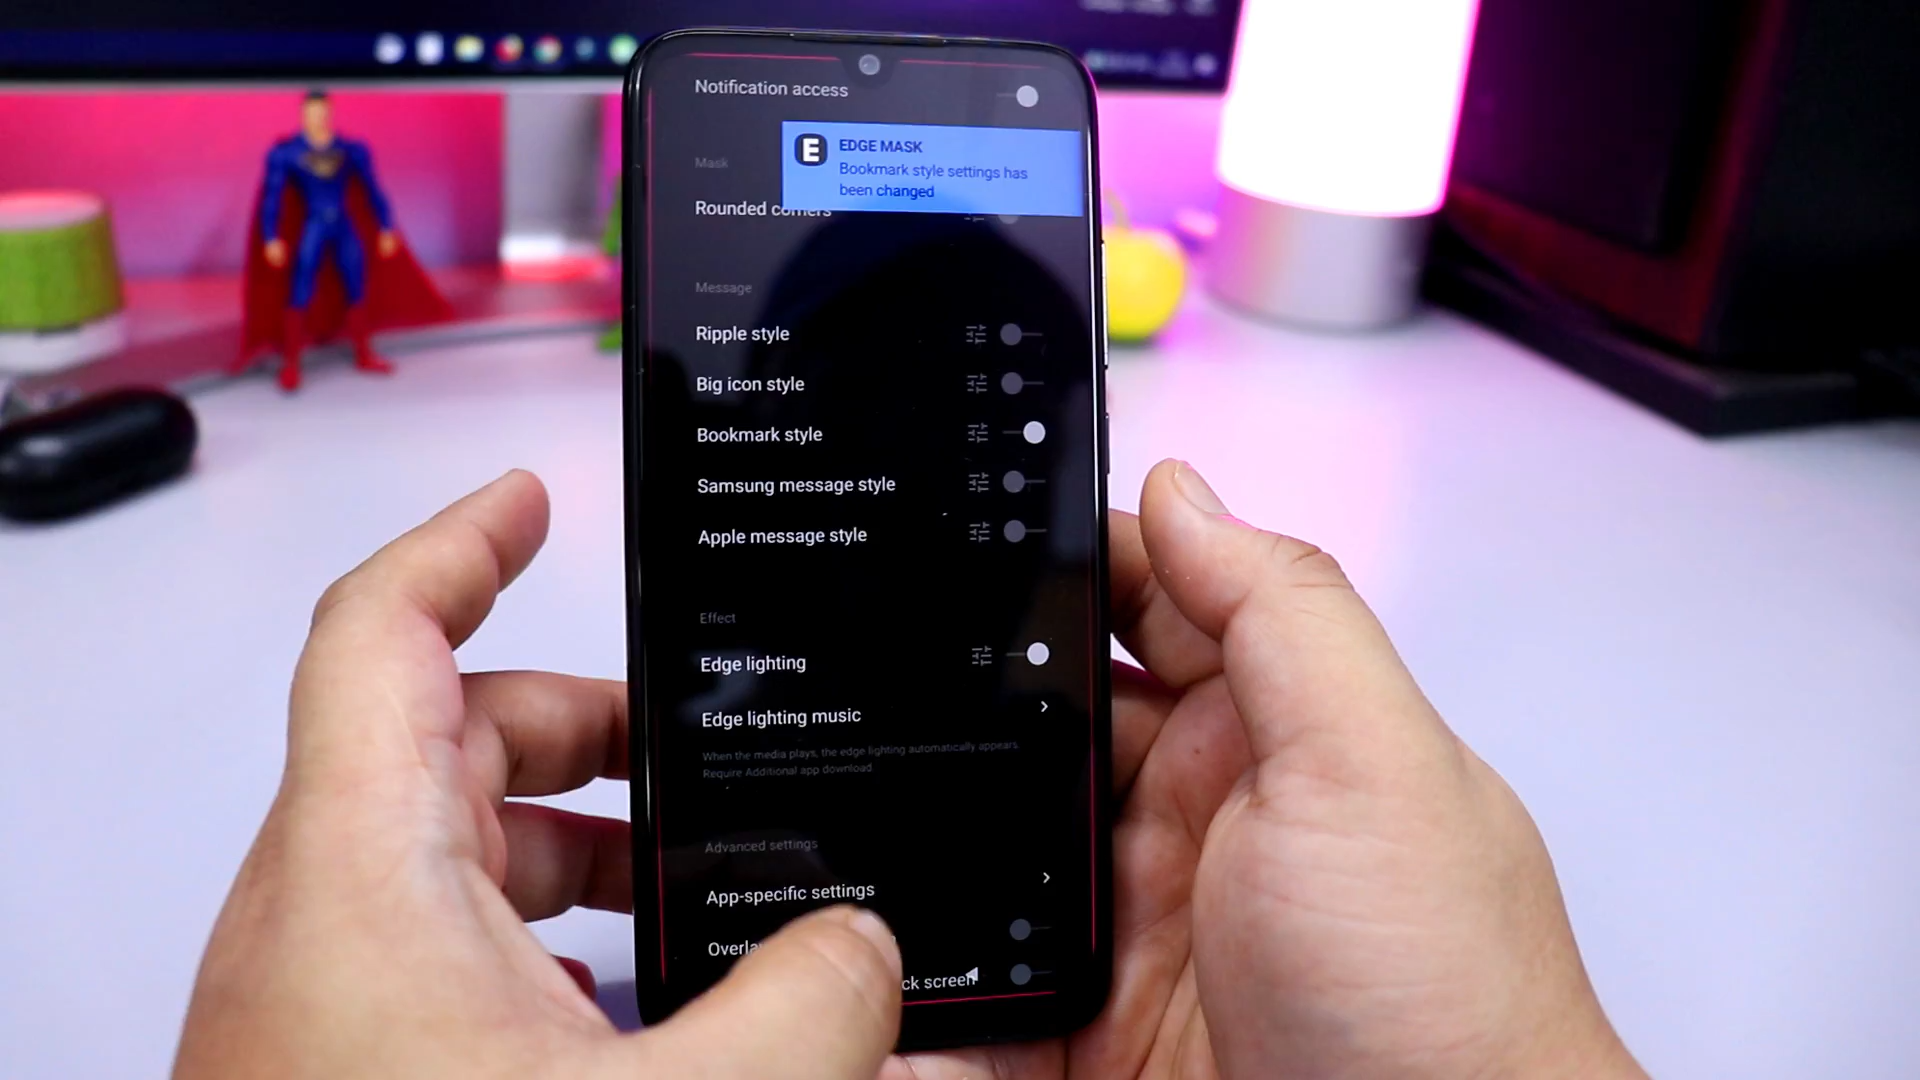 Notification access
E
EDGE MASK
Bookmark style settings has
been changed
Mask
Rounded corners
Message
Ripple style
Big icon style
Bookmark style
Samsung message style
Apple message style
Effect
Edge lighting
Edge lighting music
When the media plays, the edge lighting automatically appears.
Require Additional app download.
Advanced settings
App-specific settings
Overla
ck screen